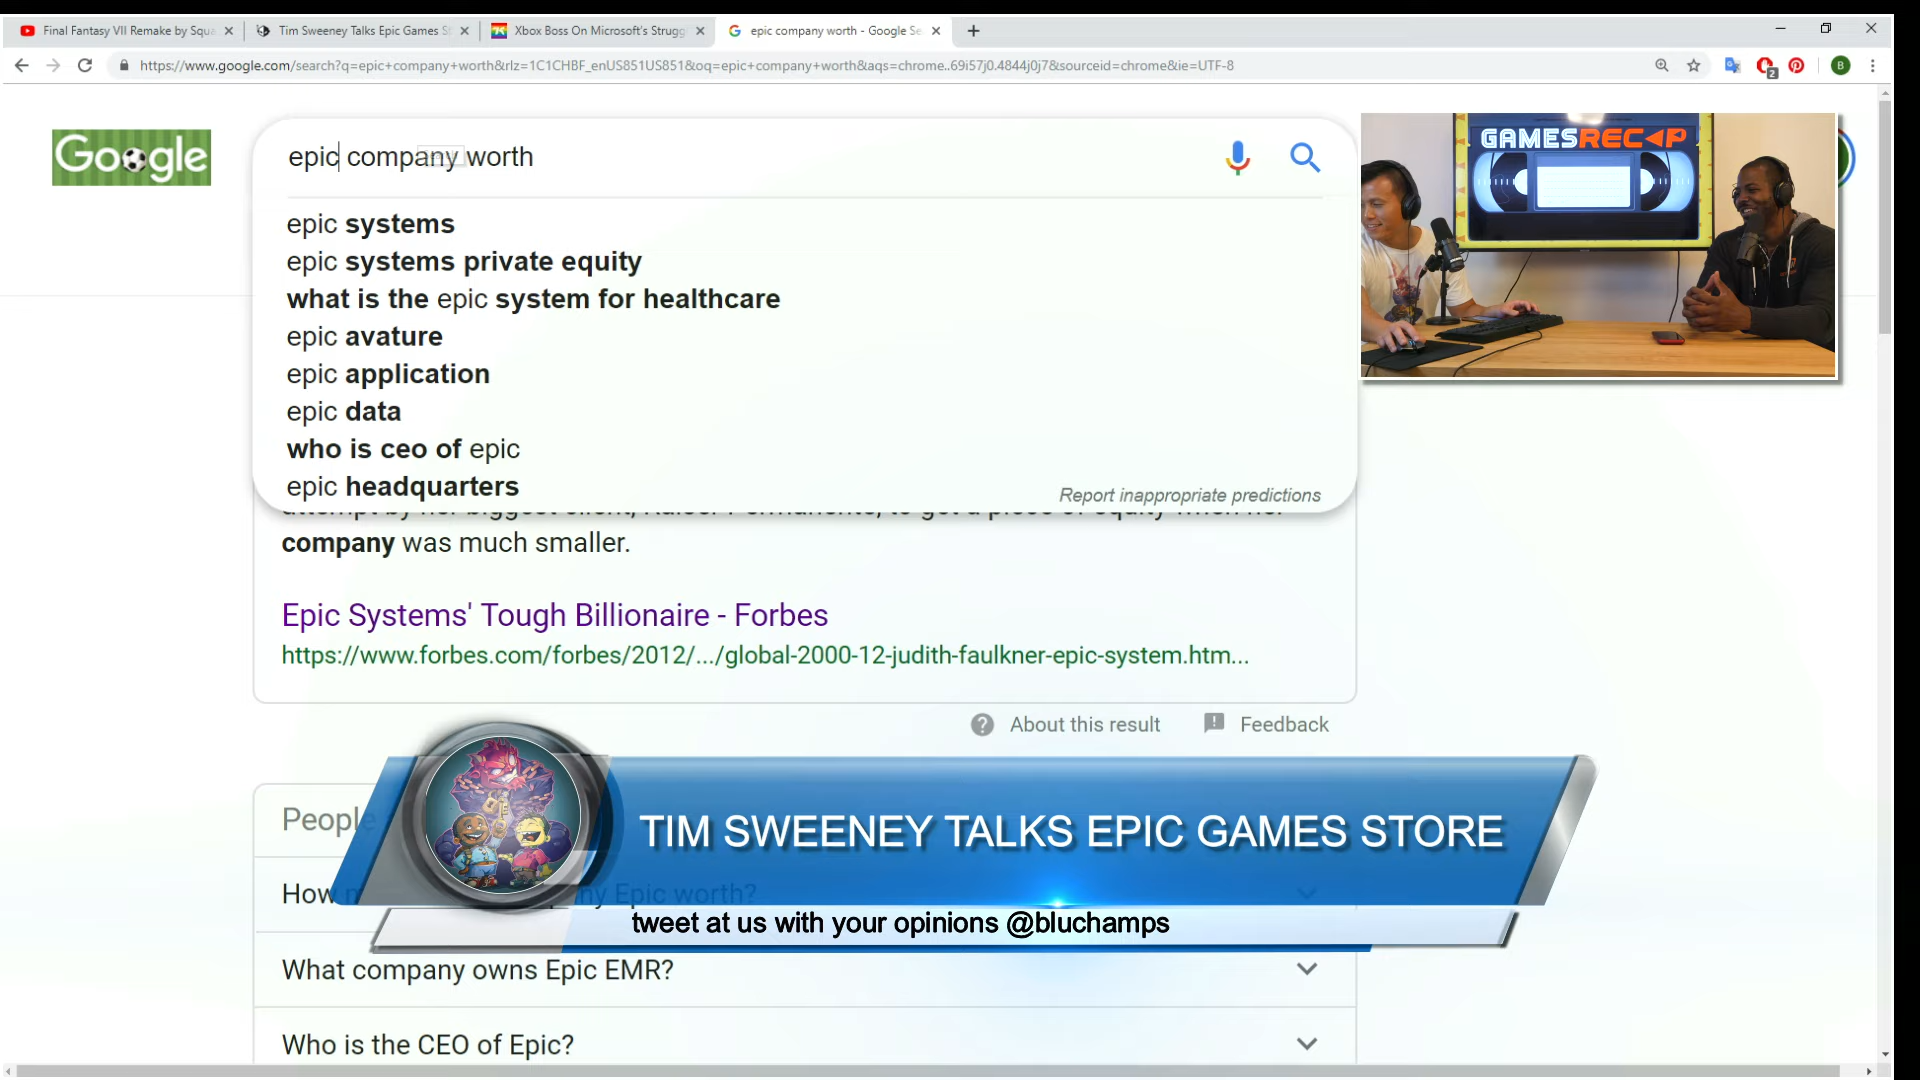 Final Fantasy VII Remake by Squa
Tim Sweeney Talks Epic Games S
Xbox Boss On Microsoft's Strugg
epic company worth - Google Se
https://www.google.com/search?q=epic+company+worth&rlz=1C1CHBF_enUS851US851&oq=epic+company+worth&aqs=chrome..69i57j0.4844j0j7&sourceid=chrome&ie=UTF-8
2
B
Google
epic company worth
GAMESRECAP
epic systems
epic systems private equity
what is the epic system for healthcare
epic avature
epic application
epic data
who is ceo of epic
epic headquarters
Report inappropriate predictions
company was much smaller.
Epic Systems' Tough Billionaire - Forbes
https://www.forbes.com/forbes/2012/.../global-2000-12-judith-faulkner-epic-system.htm...
About this result
Feedback
People
TIM SWEENEY TALKS EPIC GAMES STORE
How
ny Epic worth?
tweet at us with your opinions @bluchamps
What company owns Epic EMR?
Who is the CEO of Epic?